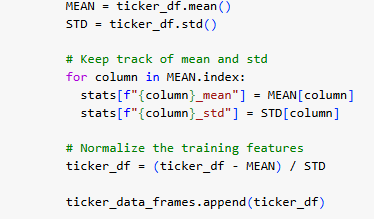 MEAN = ticker_df.mean()
STD = ticker_df.std()
# Keep track of mean and std
for column in MEAN.index:
stats[f"{column}_mean"] = MEAN[column]
stats[f"{column}_std"] = STD[column]
# Normalize the training features
ticker_df = (ticker_df - MEAN) / STD
ticker_data_frames.append(ticker_df)